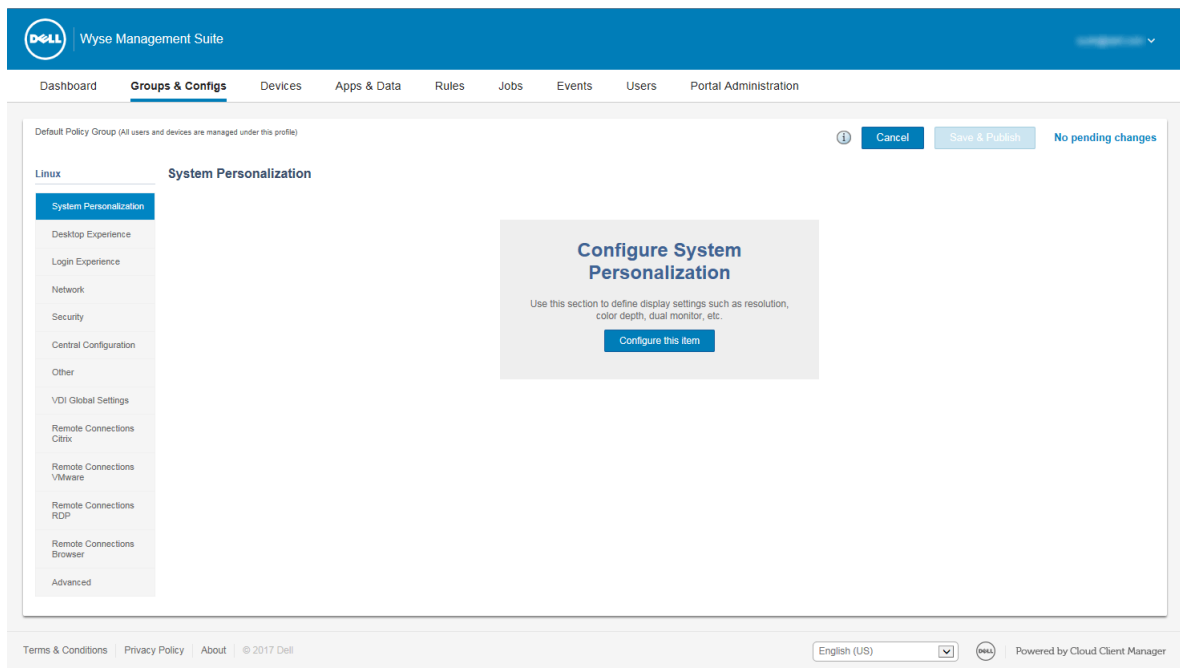 DELL Wyse Management Suite
Dashboard Groups & Configs Devices Apps & Data Rules Jobs Events Users Portal Administration
Default Policy Group (All users and devices are managed under this profile)
i Cancel Save & Publish No pending changes
Linux
System Personalization
Desktop Experience
Login Experience
Network
Security
Central Configuration
Other
VDI Global Settings
Remote Connections
Citrix
Remote Connections
VMware
Remote Connections
RDP
Remote Connections
Browser
Advanced
System Personalization
Configure System
Personalization
Use this section to define display settings such as resolution,
color depth, dual monitor, etc.
Configure this item
Terms & Conditions Privacy Policy About © 2017 Dell
English (US) DELL Powered by Cloud Client Manager